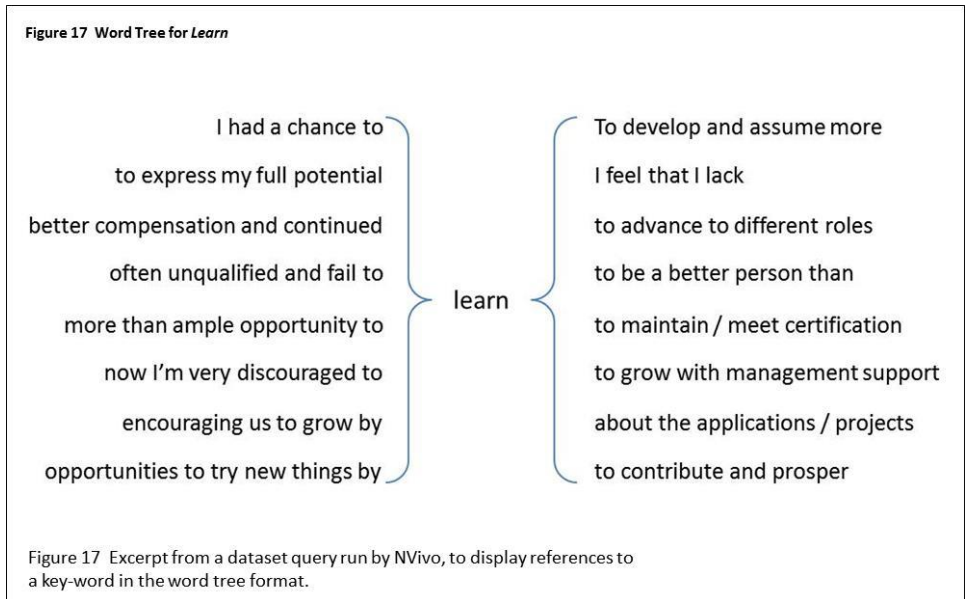 Figure 17 Word Tree for Learn
I had a chance to
to express my full potential
better compensation and continued
often unqualified and fail to
more than ample opportunity to
now I'm very discouraged to
encouraging us to grow by
opportunities to try new things by
learn
To develop and assume more
I feel that I lack
to advance to different roles
to be a better person than
to maintain / meet certification
to grow with management support
about the applications / projects
to contribute and prosper
Figure 17 Excerpt from a dataset query run by NVivo, to display references to
a key-word in the word tree format.